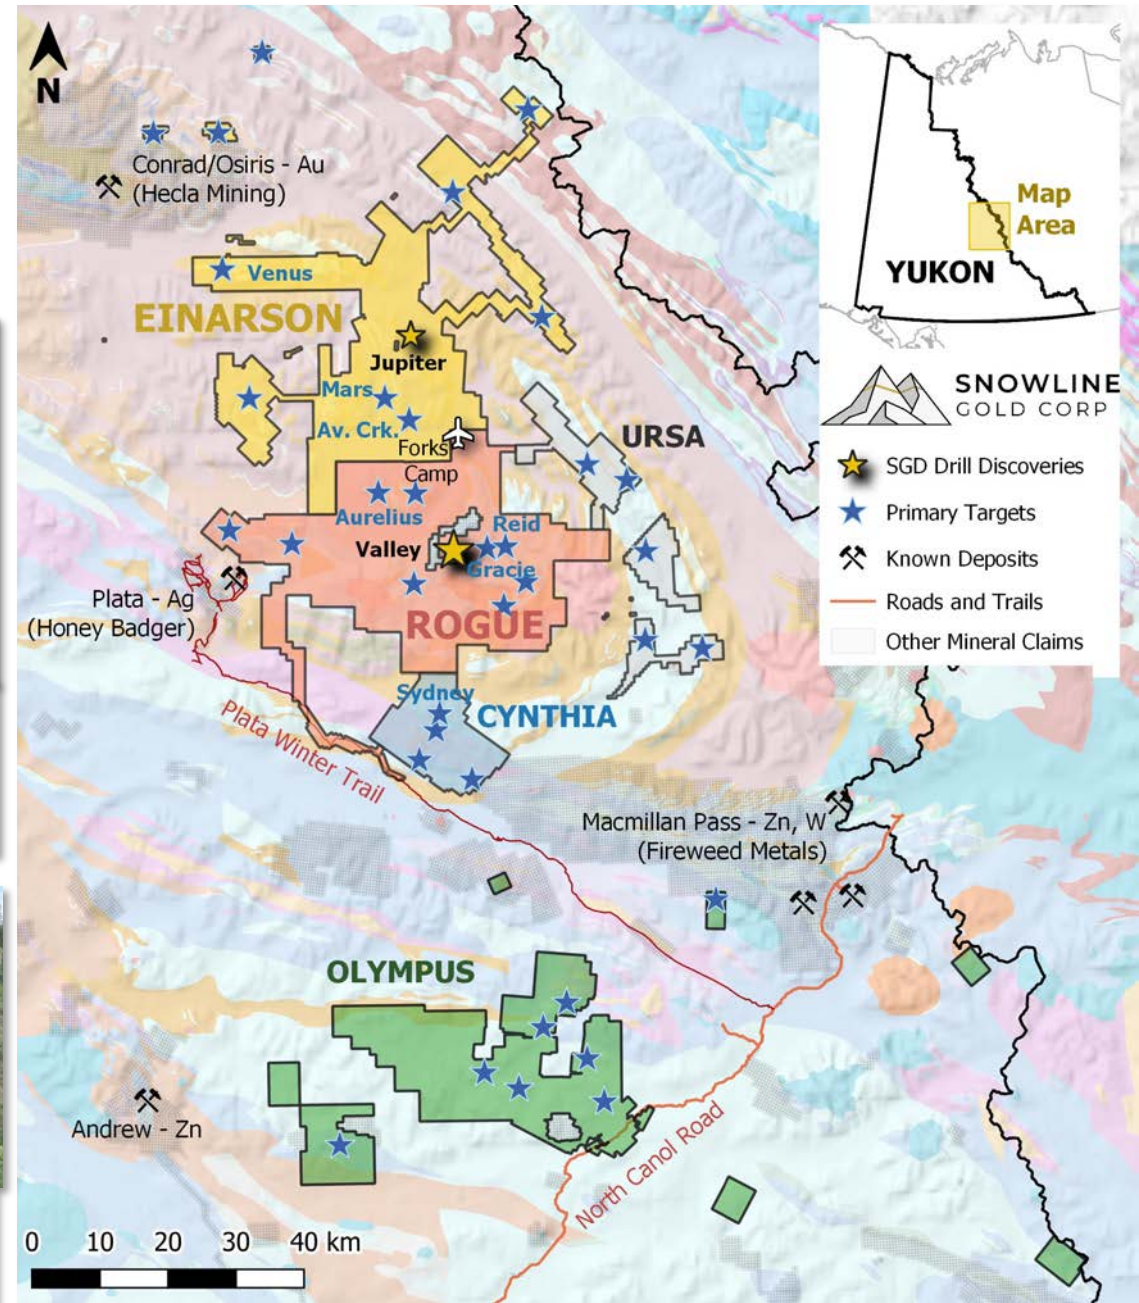 N
Conrad/Osiris - Au
(Hecla Mining)
Venus
EINARSON
Jupiter
Mars
Av. Crk.
Forks
Camp
URSA
Aurelius
Reid
Valley
Gracie
Plata - Ag
(Honey Badger)
ROGUE
Sydney
CYNTHIA
Plata Winter Trail
Macmillan Pass - Zn, W
(Fireweed Metals)
OLYMPUS
Andrew - Zn
North Canol Road
0 10 20 30 40 km
Map
Area
YUKON
SNOWLINE
GOLD CORP
SGD Drill Discoveries
Primary Targets
Known Deposits
Roads and Trails
Other Mineral Claims